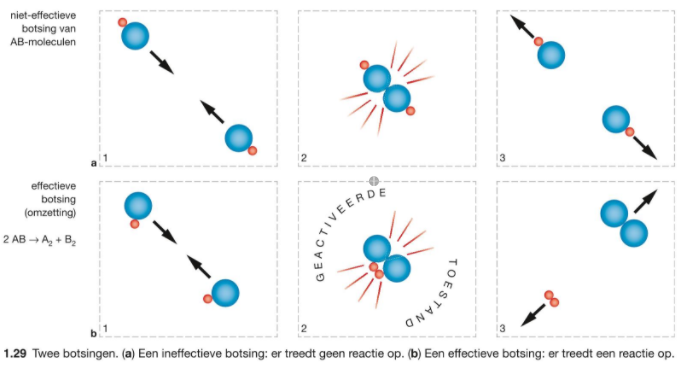 niet-effectieve
botsing van
AB-moleculen
a
1
2
3
effectieve
botsing
(omzetting)
2 AB → A₂ + B₂
b
1
GEACTIVEERDE
TOESTAND
2
3
1.29 Twee botsingen. (a) Een ineffectieve botsing: er treedt geen reactie op. (b) Een effectieve botsing: er treedt een reactie op.